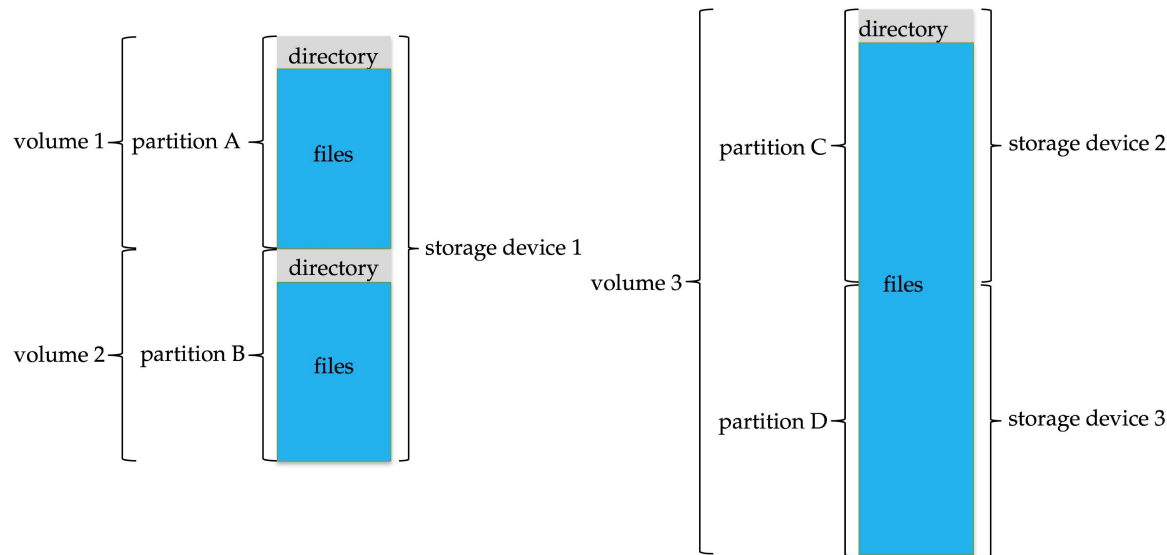 directory
volume 1
partition A
files
storage device 1
directory
volume 2
partition B
files
directory
partition C
storage device 2
volume 3
files
partition D
storage device 3